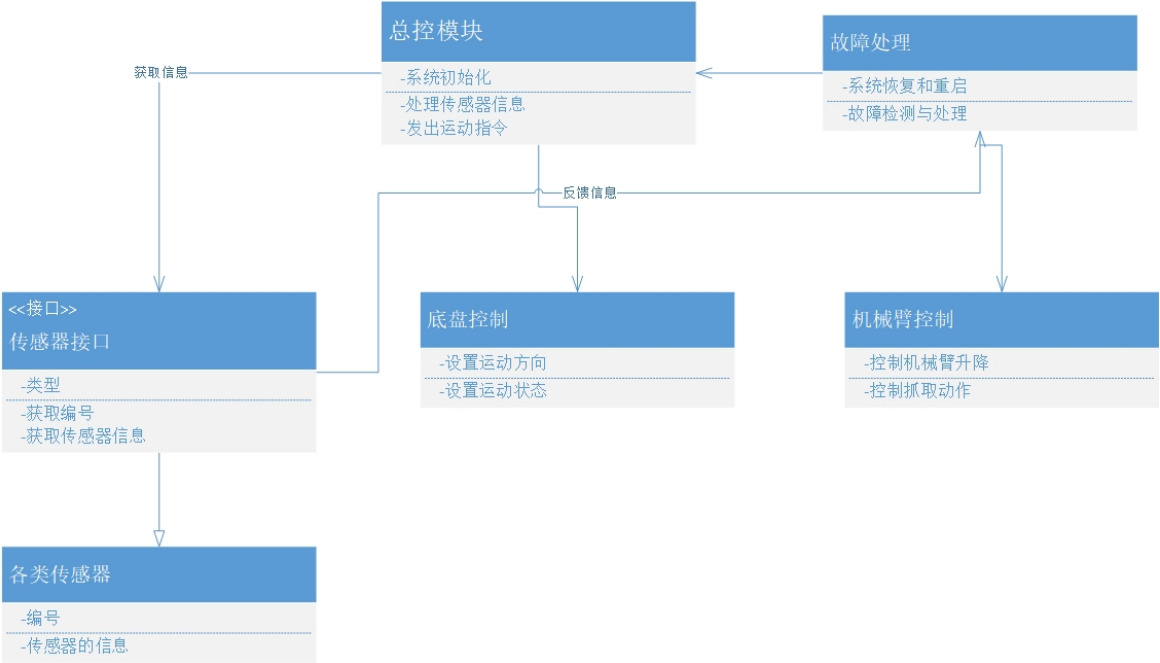 总控模块
-系统初始化
-处理传感器信息
-发出运动指令
故障处理
-系统恢复和重启
-故障检测与处理
获取信息
反馈信息
<<接口>>
传感器接口
-类型
-获取编号
-获取传感器信息
底盘控制
-设置运动方向
-设置运动状态
机械臂控制
-控制机械臂升降
-控制抓取动作
各类传感器
-编号
-传感器的信息